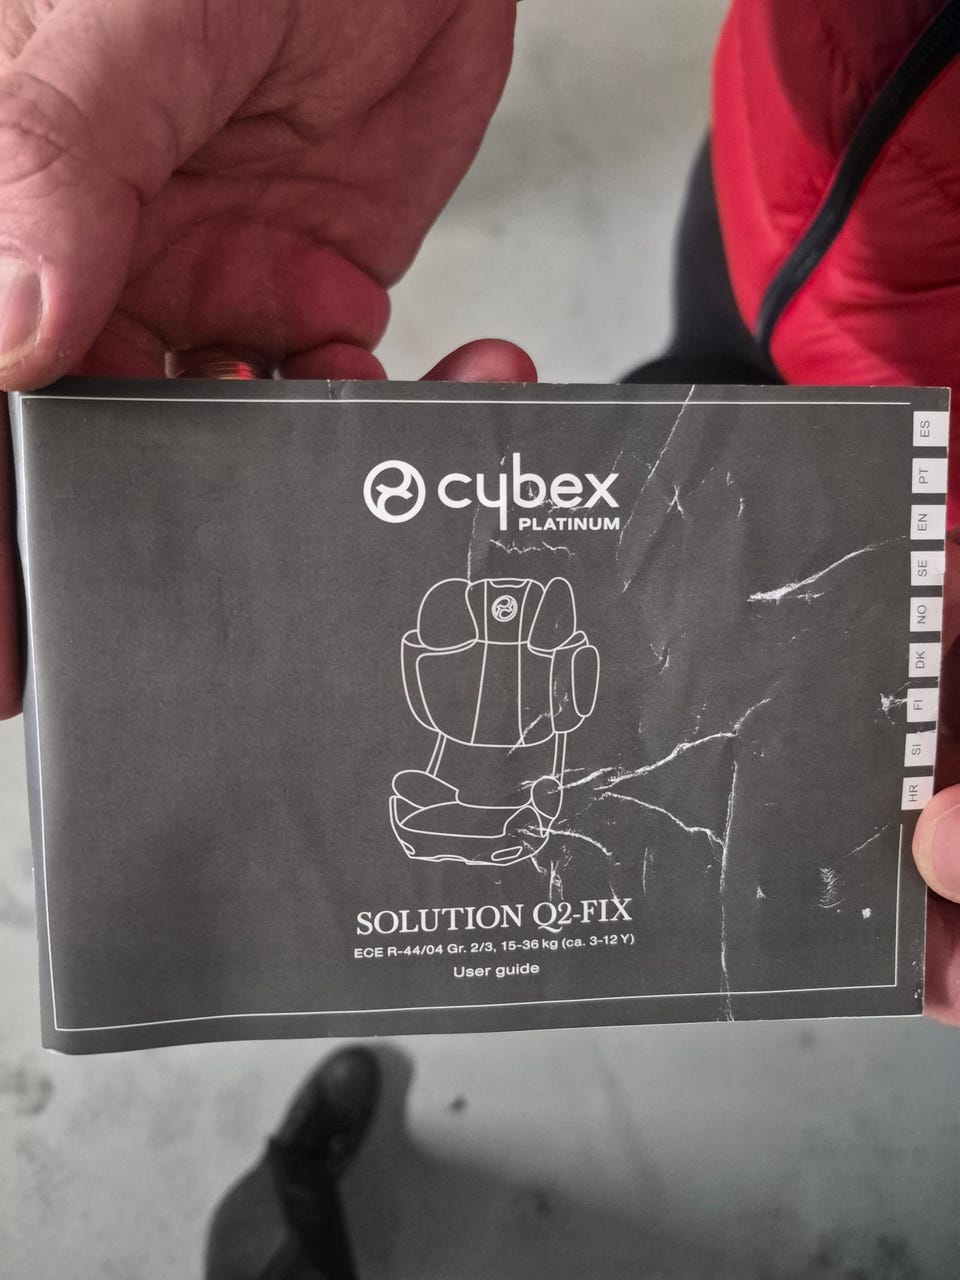 cybex
PLATINUM
SOLUTION Q2-FIX
ECE R-44/04 Gr. 2/3, 15-36 kg (ca. 3-12 Y)
User guide
ES
PT
EN
SE
NO
DK
FI
SI
HR